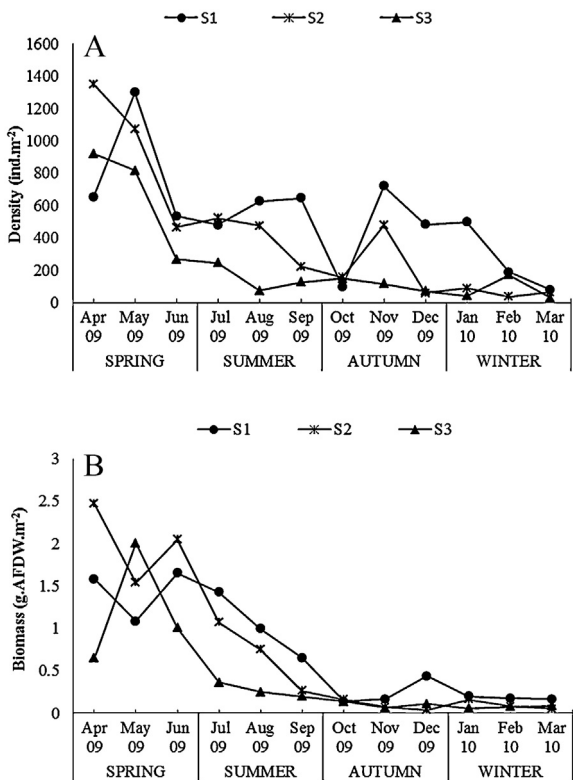 S1 S2 S3
A
Density (ind.m-2)
1600
1400
1200
1000
800
600
400
200
0
Apr May Jun Jul Aug Sep Oct Nov Dec Jan Feb Mar
09 09 09 09 09 09 09 09 09 10 10 10
SPRING SUMMER AUTUMN WINTER
S1 S2 S3
B
Biomass (g.AFDW.m-2)
3
2.5
2
1.5
1
0.5
0
Apr May Jun Jul Aug Sep Oct Nov Dec Jan Feb Mar
09 09 09 09 09 09 09 09 09 10 10 10
SPRING SUMMER AUTUMN WINTER